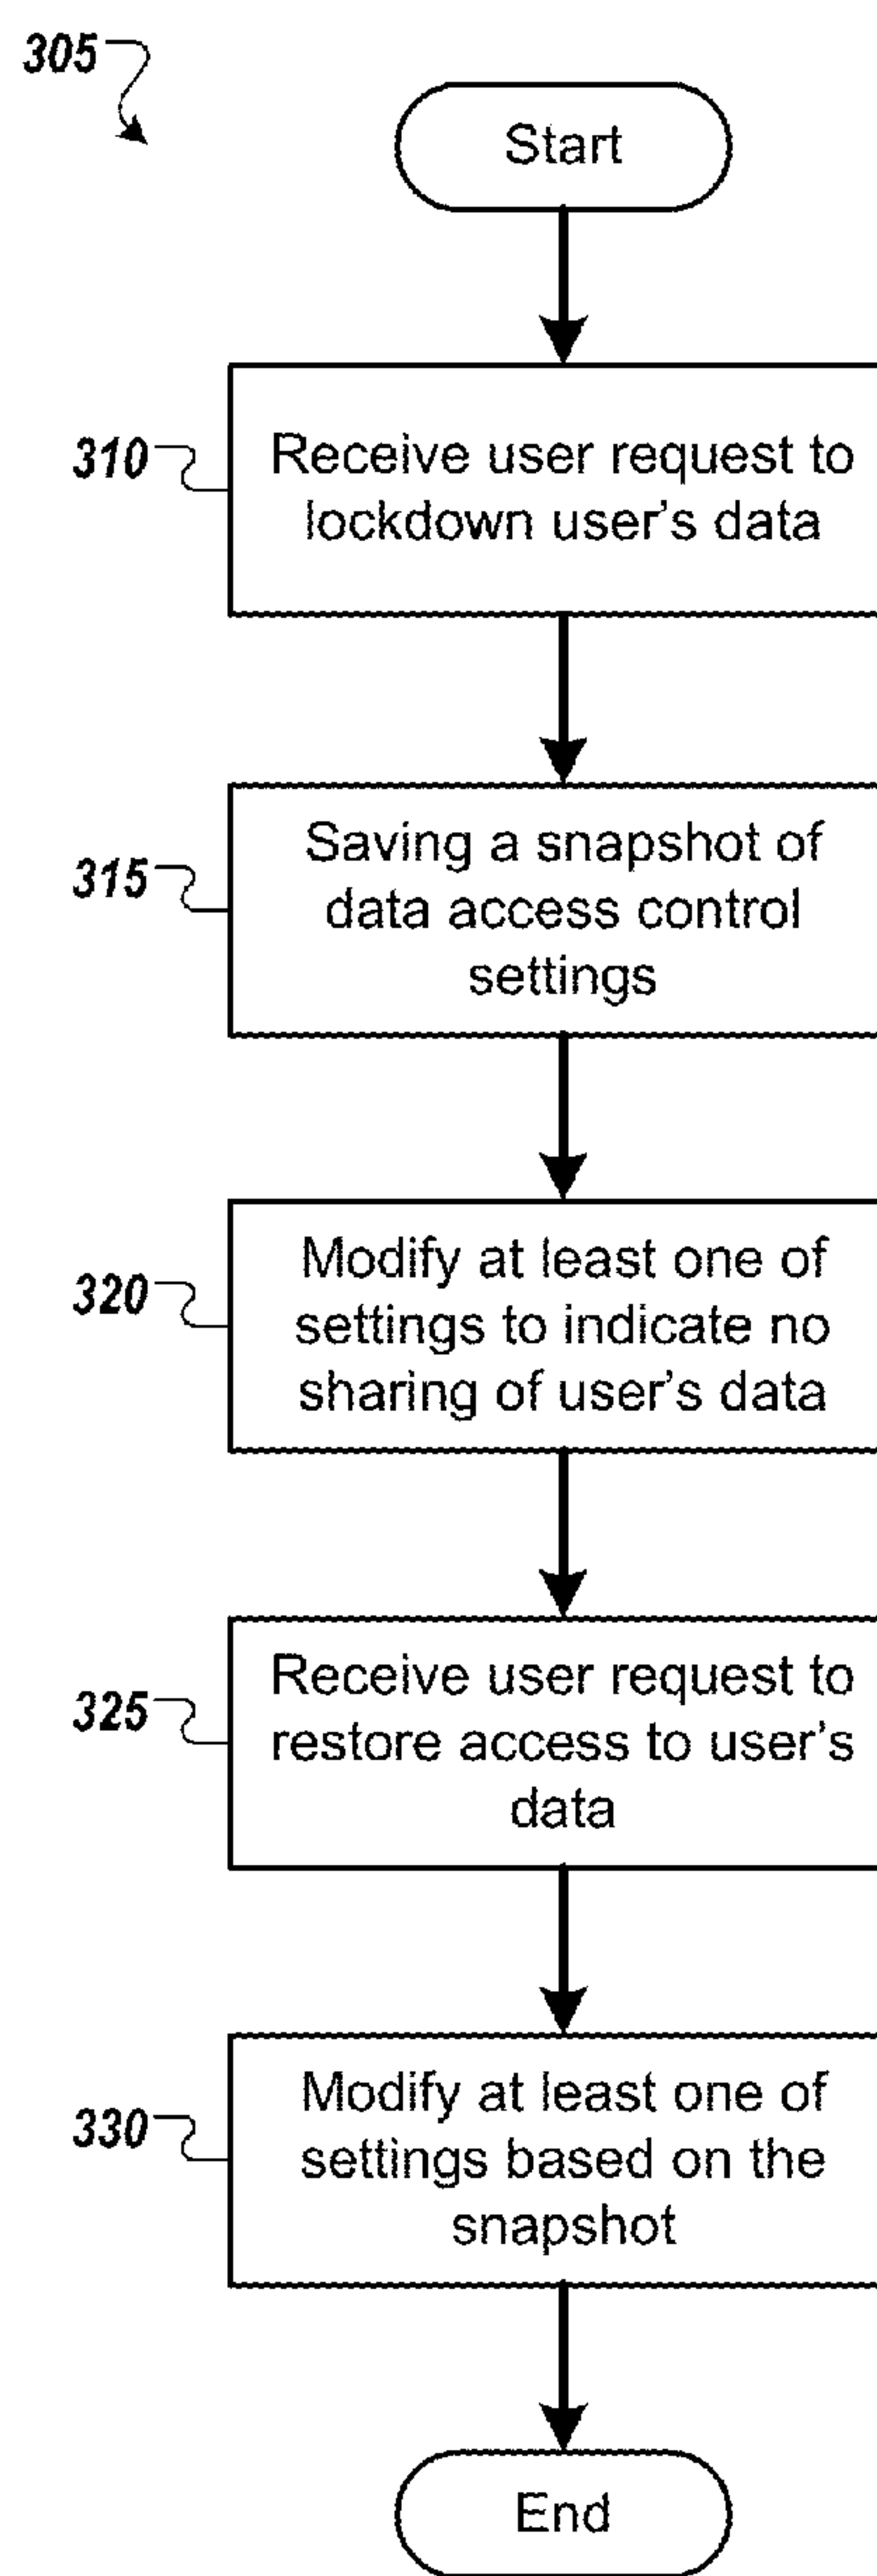 305
Start
310
Receive user request to
lockdown user's data
315
Saving a snapshot of
data access control
settings
320
Modify at least one of
settings to indicate no
sharing of user's data
325
Receive user request to
restore access to user's
data
330
Modify at least one of
settings based on the
snapshot
End